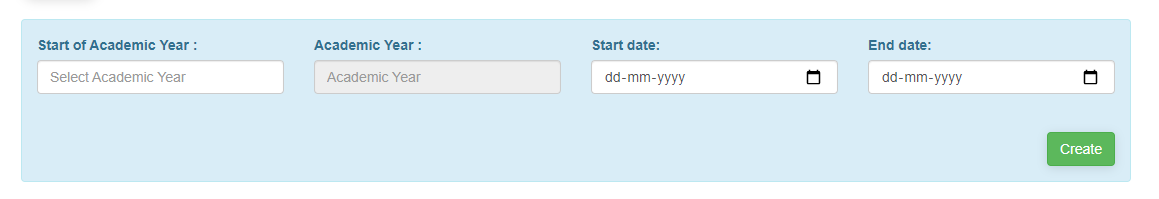 Start of Academic Year : Academic Year : Start date: End date:
Select Academic Year Academic Year dd-mm-yyyy dd-mm-yyyy
Create